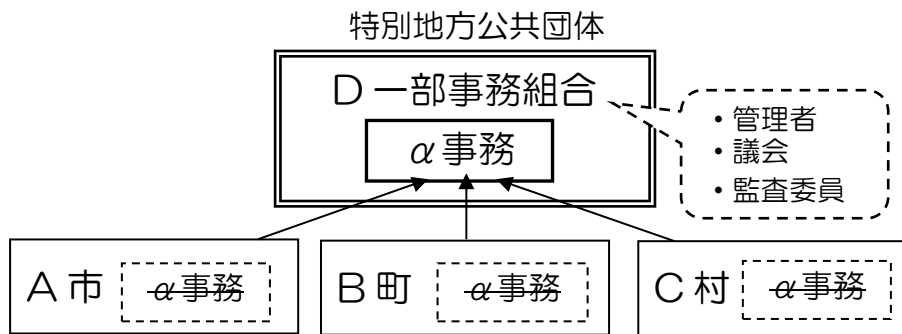 特別地方公共団体
D一部事務組合
α事務
・管理者
・議会
・監査委員
A市
α事務
B町
α事務
C村
α事務